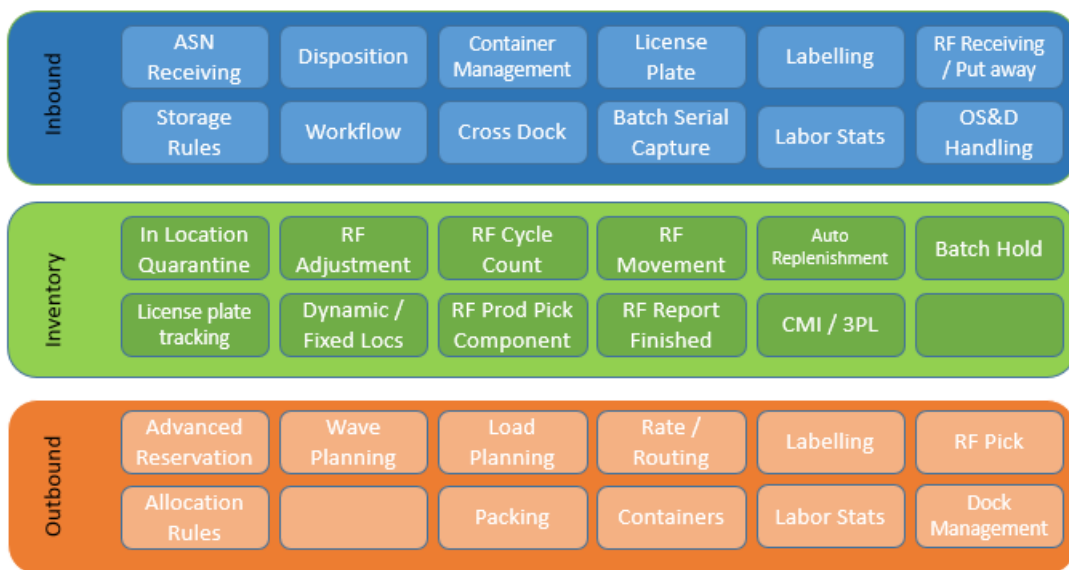 Inbound
ASN
Receiving
Disposition
Container
Management
License
Plate
Labelling
RF Receiving
/ Put away
Storage
Rules
Workflow
Cross Dock
Batch Serial
Capture
Labor Stats
OS&D
Handling
Inventory
In Location
Quarantine
RF
Adjustment
RF Cycle
Count
RF
Movement
Auto
Replenishment
Batch Hold
License plate
tracking
Dynamic /
Fixed Locs
RF Prod Pick
Component
RF Report
Finished
CMI / 3PL
Outbound
Advanced
Reservation
Wave
Planning
Load
Planning
Rate /
Routing
Labelling
RF Pick
Allocation
Rules
Packing
Containers
Labor Stats
Dock
Management